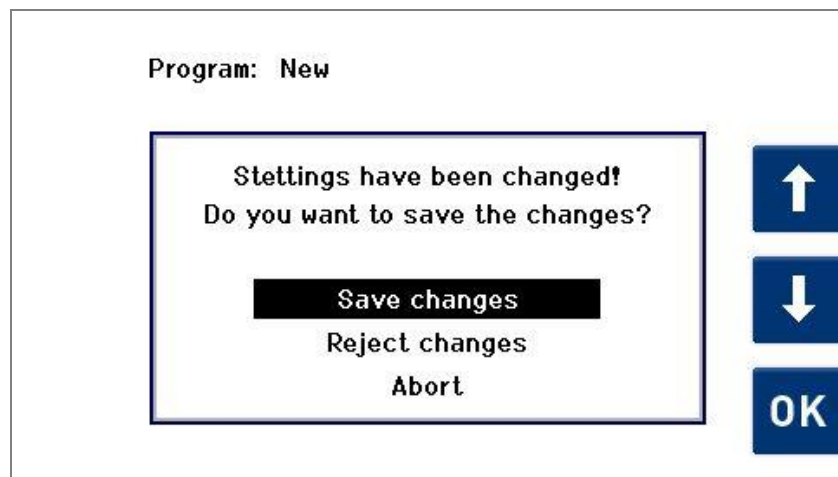 Program: New
Stettings have been changed!
Do you want to save the changes?
Save changes
Reject changes
Abort
OK